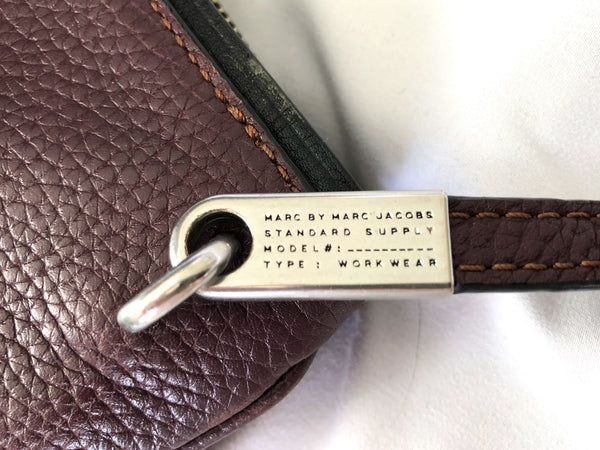 MARC BY MARC JACOBS
STANDARD SUPPLY
MODEL#: __________
TYPE: WORKWEAR